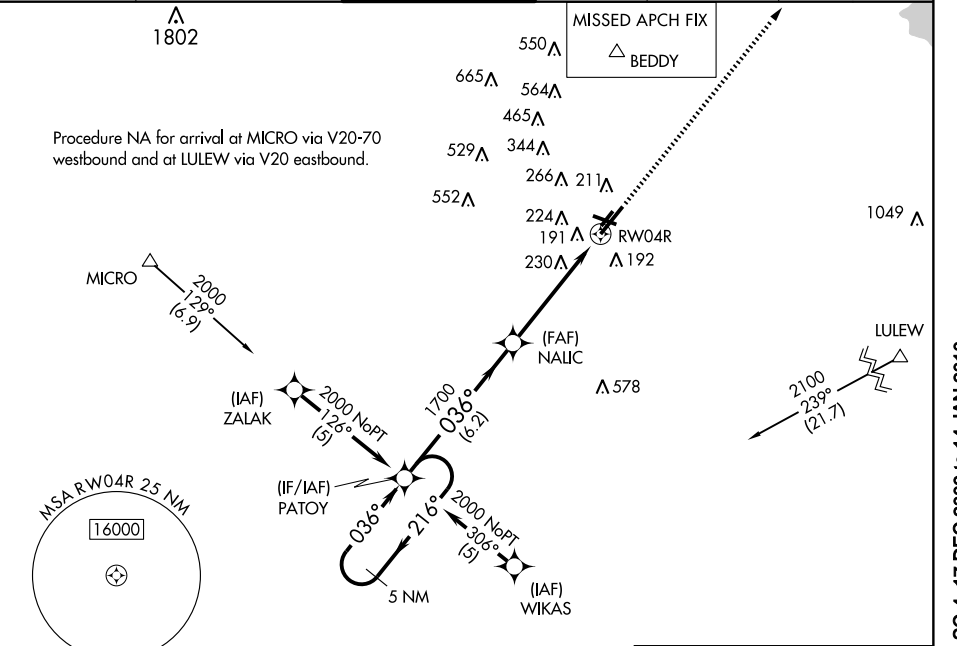 1802
MISSED APCH FIX
BEDDY
550
665
564
465
Procedure NA for arrival at MICRO via V20-70
westbound and at LULEW via V20 eastbound.
529
344
266
211
552
224
191
RW04R
1049
230
192
MICRO
2000
129°
(6.9)
(FAF)
NALIC
LULEW
578
2100
239°
(21.7)
(IAF)
ZALAK
2000 NoPT
126°
(5)
1700
036°
(6.2)
(IF/IAF)
PATOY
036°
216°
2000 NoPT
306°
(5)
5 NM
(IAF)
WIKAS
MSA RW04R 25 NM
16000